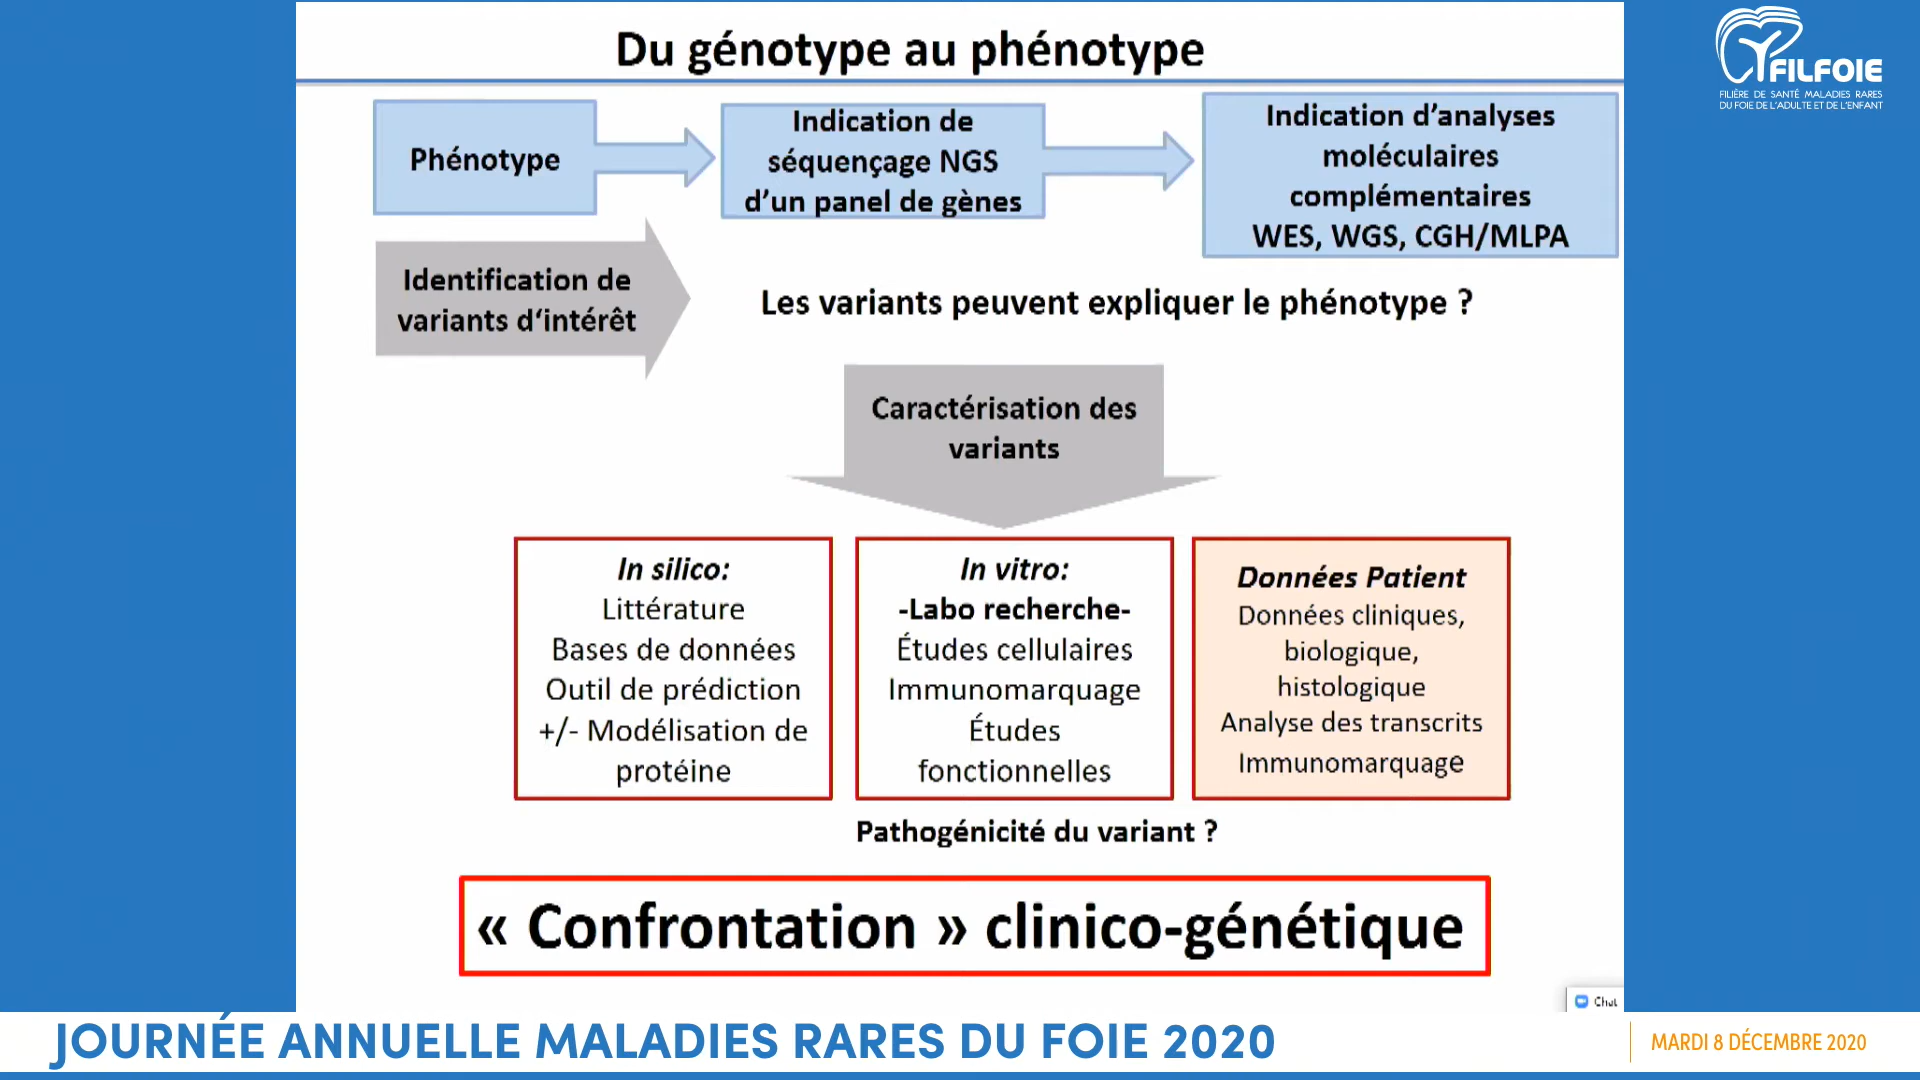 Du génotype au phénotype
FILFOIE
FILIÈRE DE SANTÉ MALADIES RARES
DU FOIE DE L'ADULTE ET DE L'ENFANT
Phénotype
Indication de
séquençage NGS
d’un panel de gènes
Indication d’analyses
moléculaires
complémentaires
WES, WGS, CGH/MLPA
Identification de
variants d‘intérêt
Les variants peuvent expliquer le phénotype ?
Caractérisation des
variants
In silico:
Littérature
Bases de données
Outil de prédiction
+/- Modélisation de
protéine
In vitro:
-Labo recherche-
Études cellulaires
Immunomarquage
Études
fonctionnelles
Données Patient
Données cliniques,
biologique,
histologique
Analyse des transcrits
Immunomarquage
Pathogénicité du variant ?
« Confrontation » clinico-génétique
Chat
JOURNÉE ANNUELLE MALADIES RARES DU FOIE 2020
MARDI 8 DÉCEMBRE 2020